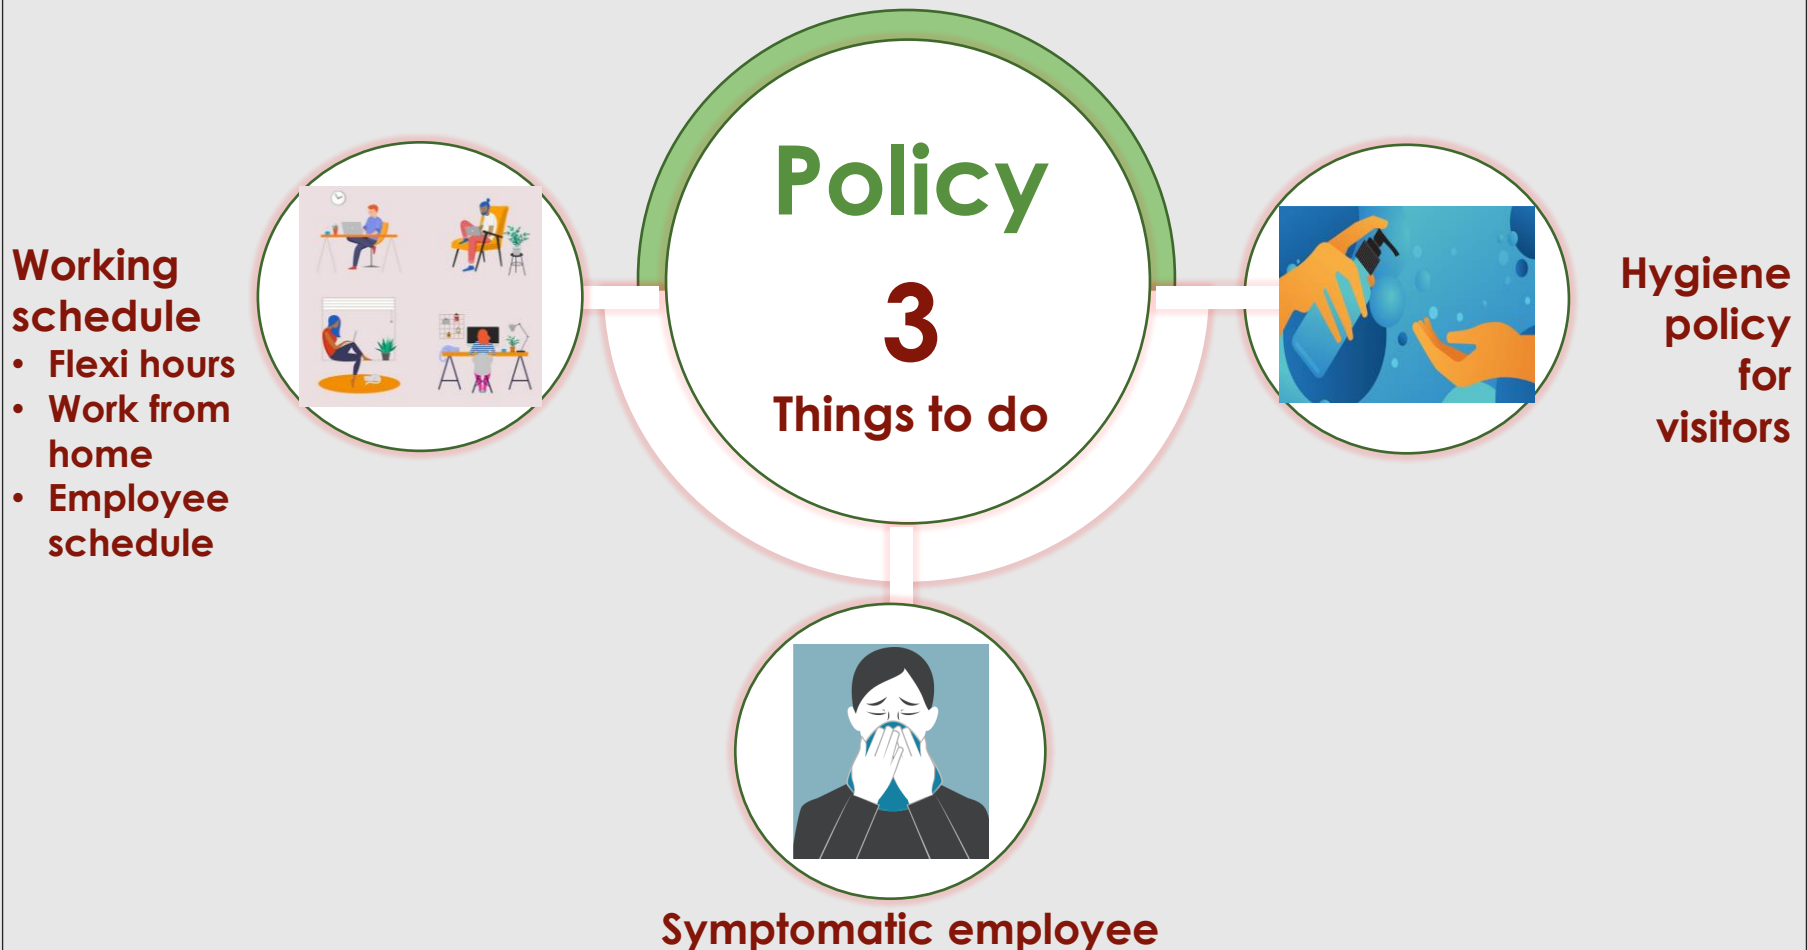 Policy
3
Things to do
Working
schedule
• Flexi hours
• Work from
home
• Employee
schedule
Hygiene
policy
for
visitors
Symptomatic employee